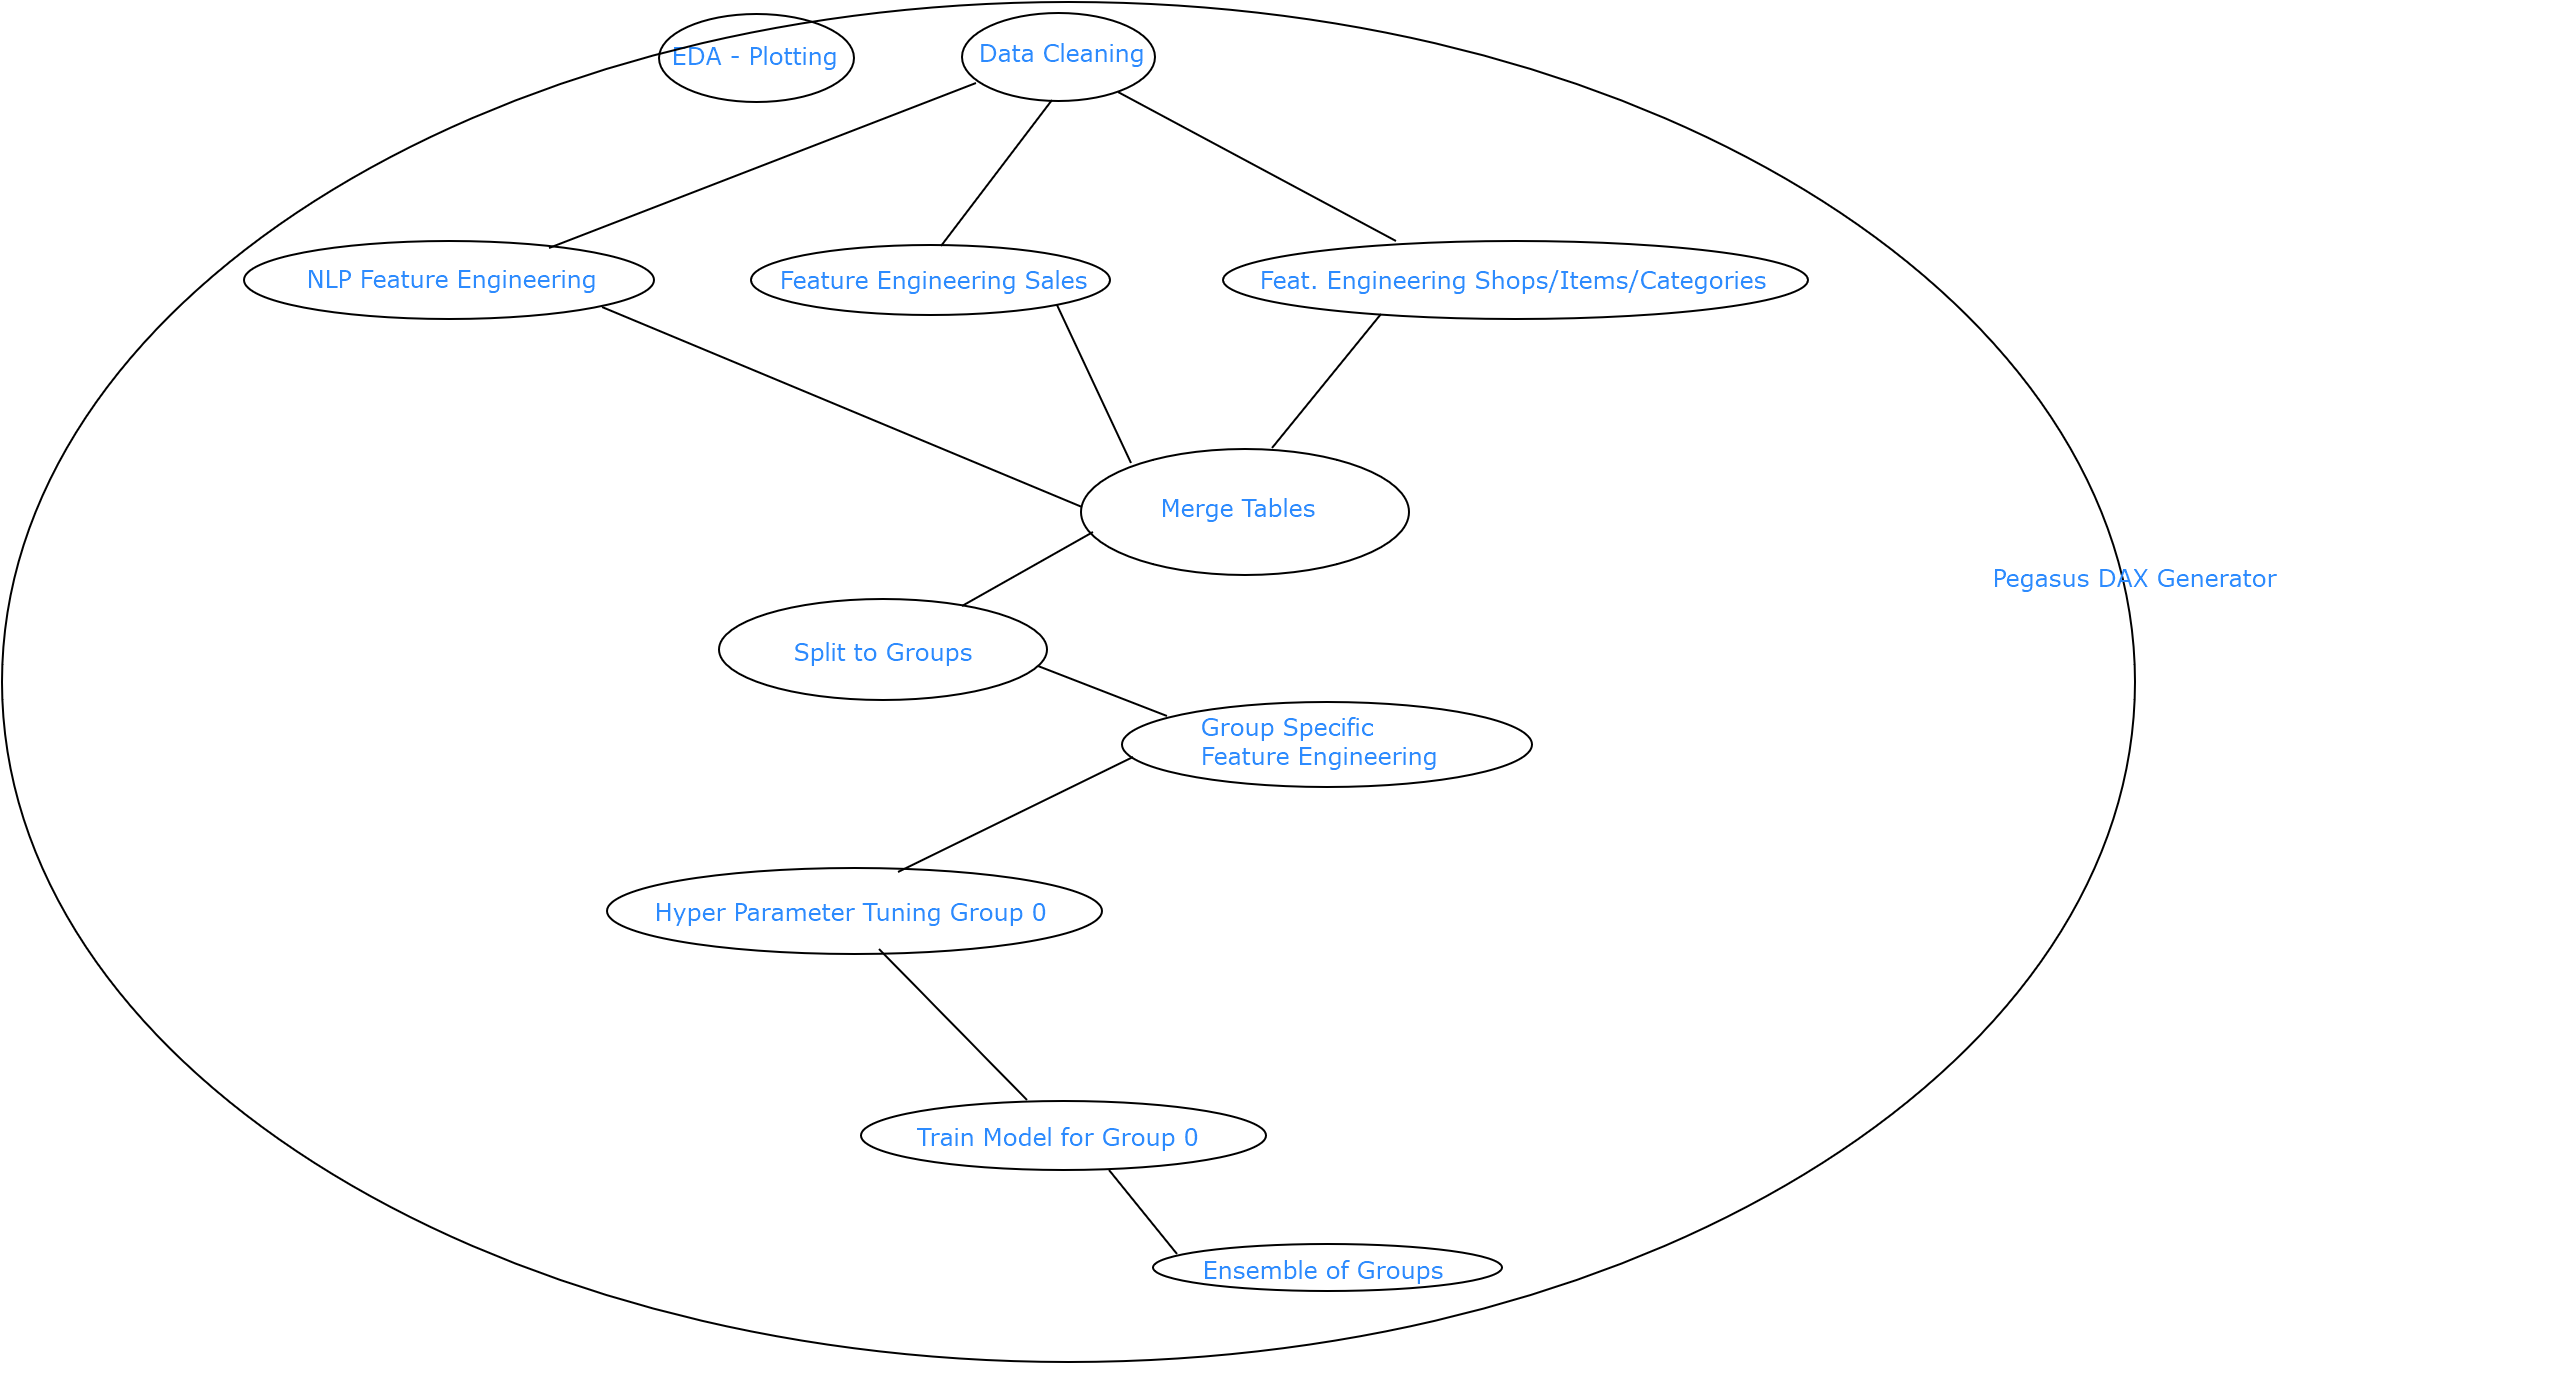 EDA - Plotting
Data Cleaning
NLP Feature Engineering
Feature Engineering Sales
Feat. Engineering Shops/Items/Categories
Merge Tables
Pegasus DAX Generator
Split to Groups
Group Specific
Feature Engineering
Hyper Parameter Tuning Group 0
Train Model for Group 0
Ensemble of Groups